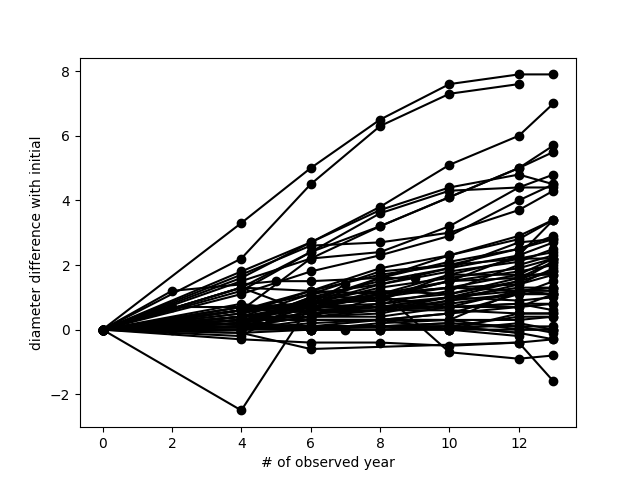 8
6
4
2
0
−2
diameter difference with initial
0 2 4 6 8 10 12
# of observed year